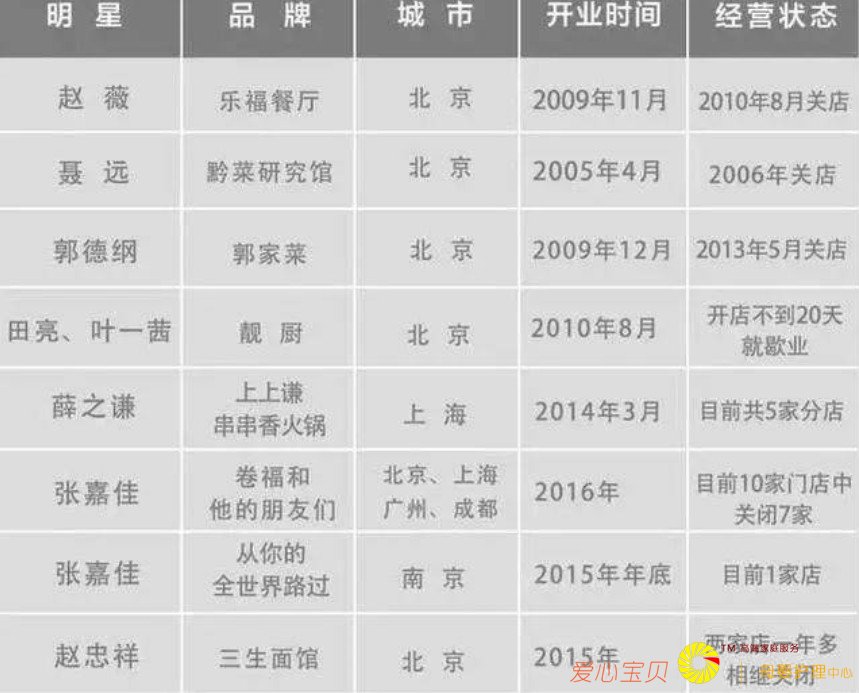 明星 品牌 城市 开业时间 经营状态
赵薇 乐福餐厅 北京 2009年11月 2010年8月关店
聂远 黔菜研究馆 北京 2005年4月 2006年关店
郭德纲 郭家菜 北京 2009年12月 2013年5月关店
田亮、叶一茜 靓厨 北京 2010年8月 开店不到20天
就歇业
薛之谦 上上谦
串串香火锅 上海 2014年3月 目前共5家分店
张嘉佳 卷福和
他的朋友们 北京、上海
广州、成都 2016年 目前10家门店中
关闭7家
张嘉佳 从你的
全世界路过 南京 2015年年底 目前1家店
赵忠祥 三生面馆 北京 2015年 两家店一年多
相继关闭
爱心宝贝
TM
家庭服务
理中心